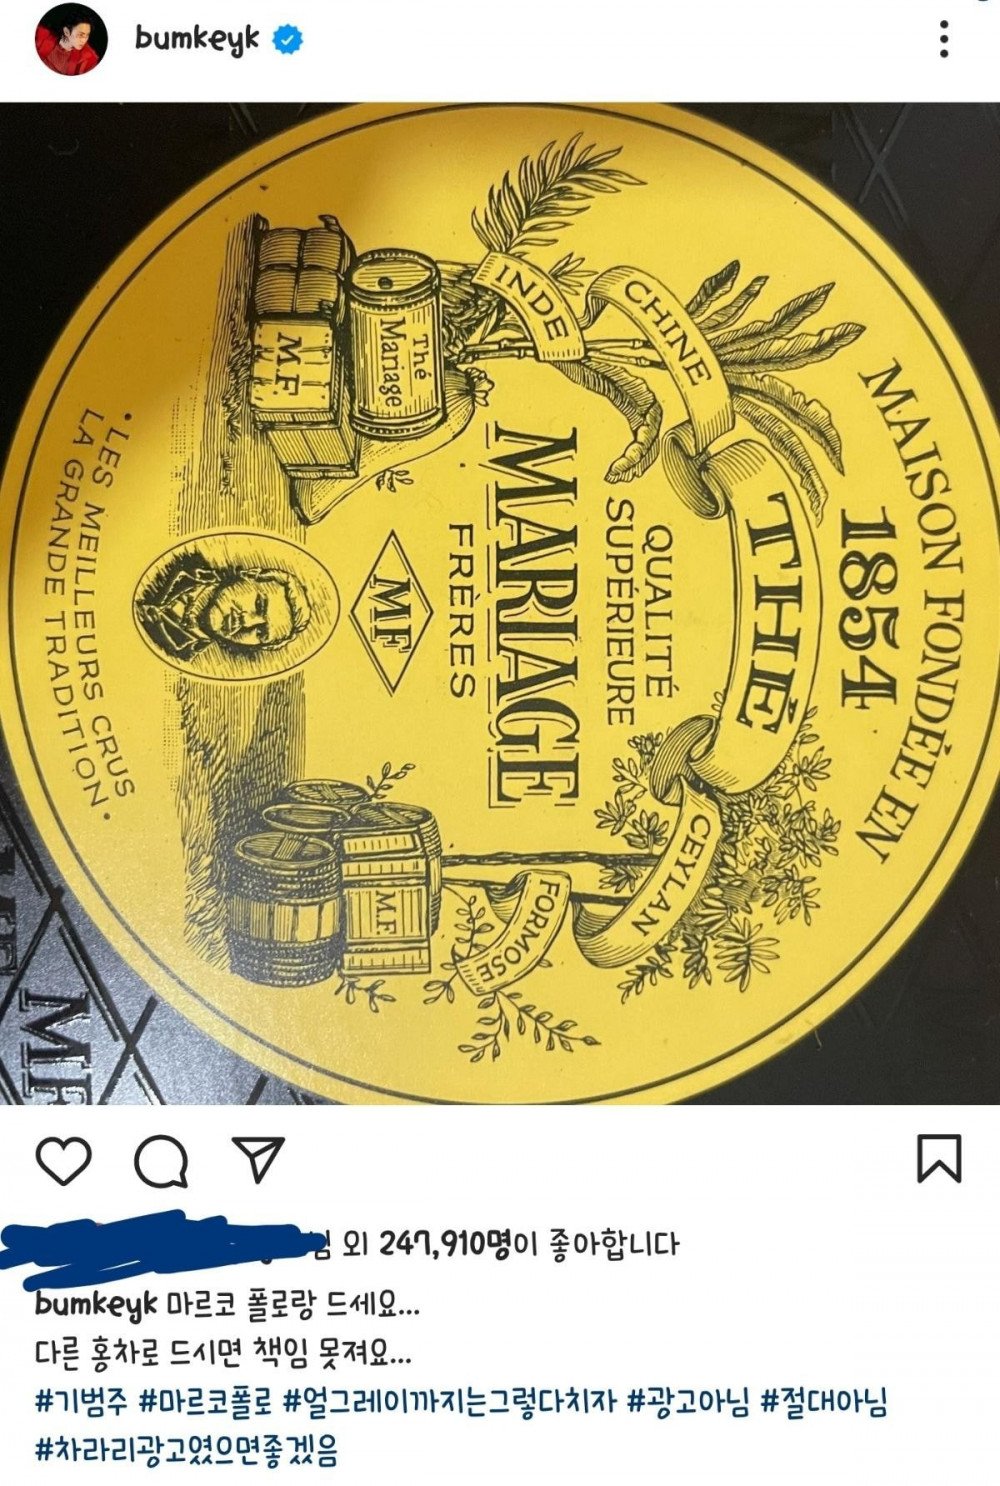 bumkeyk
MAISON FONDÉE EN
1854
INDE
CHINE
THÉ
CEYLAN
FORMOSE
QUALITÉ
SUPÉRIEURE
MARIAGE
FRÈRES
MF
Thé
Mariage
M.F
M.F
• LES MEILLEURS CRUS
LA GRANDE TRADITION •
MF
님 외 247,910명이 좋아합니다
bumkeyk 마르코 폴로랑 드세요...
다른 홍차로 드시면 책임 못져요...
#기범주 #마르코폴로 #얼그레이까지는그렇다치자 #광고아님 #절대아님
#차라리광고였으면좋겠음